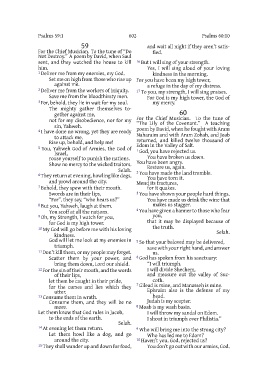 Psalms 59:1
602
Psalms 60:10
59
For the Chief Musician. To the tune of “Do
not Destroy.” A poem by David, when Saul
sent, and they watched the house to kill
him.
1 Deliver me from my enemies, my God.
Set me on high from those who rise up
against me.
2 Deliver me from the workers of iniquity.
Save me from the bloodthirsty men.
3 For, behold, they lie in wait for my soul.
The mighty gather themselves to-
gether against me,
not for my disobedience, nor for my
sin, Yahweh.
4 I have done no wrong, yet they are ready
to attack me.
Rise up, behold, and help me!
5 You, Yahweh God of Armies, the God of
Israel,
rouse yourself to punish the nations.
Show no mercy to the wicked traitors.
Selah.
6 They return at evening, howling like dogs,
and prowl around the city.
7 Behold, they spew with their mouth.
Swords are in their lips,
“For”, they say, “who hears us?”
8 But you, Yahweh, laugh at them.
You scoff at all the nations.
9 Oh, my Strength, I watch for you,
for God is my high tower.
10 My God will go before me with his loving
kindness.
God will let me look at my enemies in
triumph.
11 Don’t kill them, or my people may forget.
Scatter them by your power, and
bring them down, Lord our shield.
12 For the sin of their mouth, and the words
of their lips,
let them be caught in their pride,
for the curses and lies which they
utter.
13 Consume them in wrath.
Consume them, and they will be no
more.
Let them know that God rules in Jacob,
to the ends of the earth.
Selah.
14 At evening let them return.
Let them howl like a dog, and go
around the city.
15 They shall wander up and down for food,
and wait all night if they aren’t satis-
fied.
16 But I will sing of your strength.
Yes, I will sing aloud of your loving
kindness in the morning.
For you have been my high tower,
a refuge in the day of my distress.
17 To you, my strength, I will sing praises.
For God is my high tower, the God of
my mercy.
60
For the Chief Musician. To the tune of
“The Lily of the Covenant.” A teaching
poem by David, when he fought with Aram
Naharaim and with Aram Zobah, and Joab
returned, and killed twelve thousand of
Edom in the Valley of Salt.
1 God, you have rejected us.
You have broken us down.
You have been angry.
Restore us, again.
2 You have made the land tremble.
You have torn it.
Mend its fractures,
for it quakes.
3 You have shown your people hard things.
You have made us drink the wine that
makes us stagger.
4 You have given a banner to those who fear
you,
that it may be displayed because of
the truth.
Selah.
5 So that your beloved may be delivered,
save with your right hand, and answer
us.
6 God has spoken from his sanctuary:
“I will triumph.
I will divide Shechem,
and measure out the valley of Suc-
coth.
7 Gilead is mine, and Manasseh is mine.
Ephraim also is the defense of my
head.
Judah is my scepter.
8 Moab is my wash basin.
I will throw my sandal on Edom.
I shout in triumph over Philistia.”
9 Who will bring me into the strong city?
Who has led me to Edom?
10 Haven’t you, God, rejected us?
You don’t go out with our armies, God.